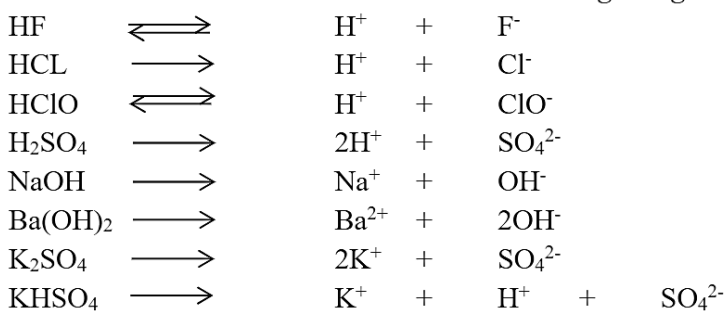 HF ⇌ H⁺ + F⁻
HCL ⟶ H⁺ + Cl⁻
HClO ⇌ H⁺ + ClO⁻
H₂SO₄ ⟶ 2H⁺ + SO₄²⁻
NaOH ⟶ Na⁺ + OH⁻
Ba(OH)₂ ⟶ Ba²⁺ + 2OH⁻
K₂SO₄ ⟶ 2K⁺ + SO₄²⁻
KHSO₄ ⟶ K⁺ + H⁺ + SO₄²⁻